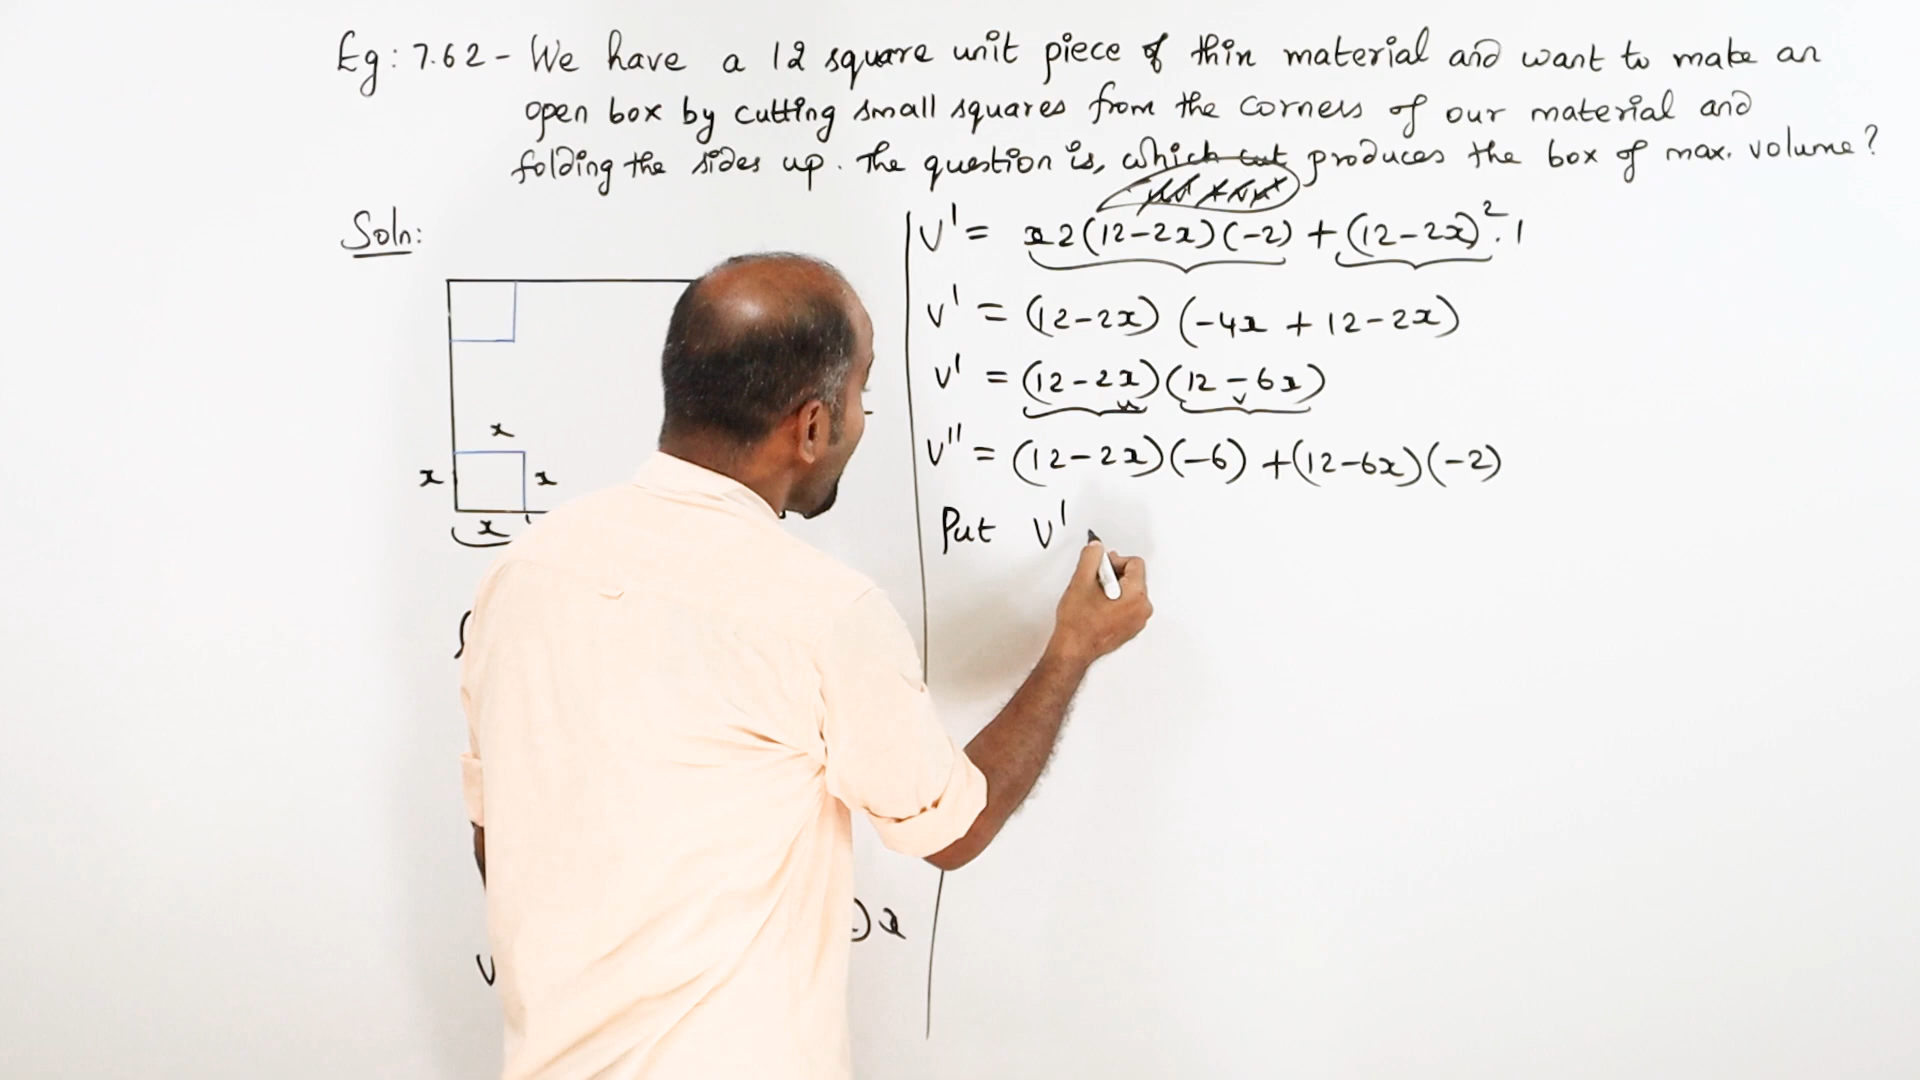 Eg: 7.62 - We have a 12 square unit piece of thin material and want to make an
open box by cutting small squares from the corners of our material and
folding the sides up. The question is, which cut produces the box of max. volume?
Soln:
x
x
x
x
V
)x
V' = x2(12-2x)(-2) + (12-2x)².1
V' = (12-2x) (-4x + 12-2x)
V' = (12-2x)(12-6x)
V'' = (12-2x)(-6) + (12-6x)(-2)
Put V'